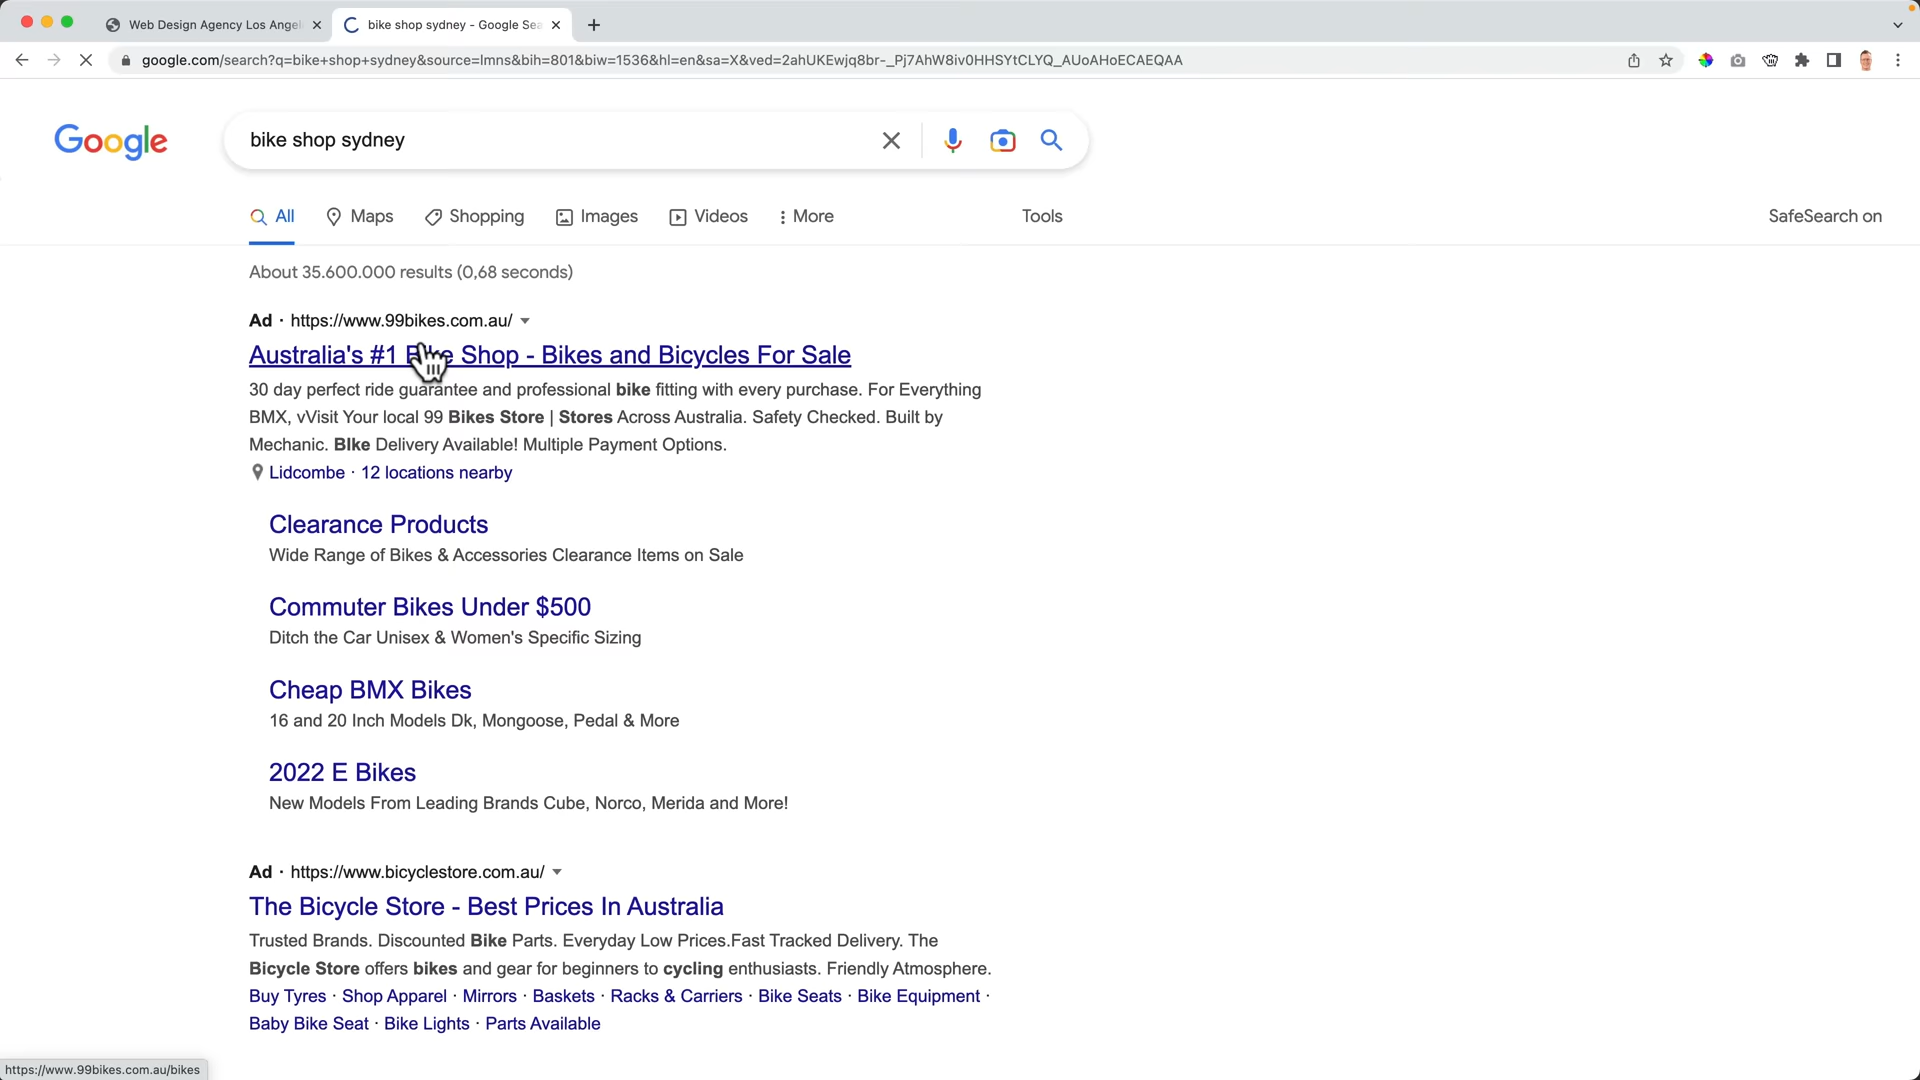 Web Design Agency Los Angel
bike shop sydney - Google Sea
google.com/search?q=bike+shop+sydney&source=lmns&bih=801&biw=1536&hl=en&sa=X&ved=2ahUKEwjq8br-_Pj7AhW8iv0HHSYtCLYQ_AUoAHoECAEQAA
Google
bike shop sydney
All Maps Shopping Images Videos More Tools SafeSearch on
About 35.600.000 results (0,68 seconds)
Ad · https://www.99bikes.com.au/
Australia's #1 Bike Shop - Bikes and Bicycles For Sale
30 day perfect ride guarantee and professional bike fitting with every purchase. For Everything
BMX, vVisit Your local 99 Bikes Store | Stores Across Australia. Safety Checked. Built by
Mechanic. BIke Delivery Available! Multiple Payment Options.
Lidcombe · 12 locations nearby
Clearance Products
Wide Range of Bikes & Accessories Clearance Items on Sale
Commuter Bikes Under $500
Ditch the Car Unisex & Women's Specific Sizing
Cheap BMX Bikes
16 and 20 Inch Models Dk, Mongoose, Pedal & More
2022 E Bikes
New Models From Leading Brands Cube, Norco, Merida and More!
Ad · https://www.bicyclestore.com.au/
The Bicycle Store - Best Prices In Australia
Trusted Brands. Discounted Bike Parts. Everyday Low Prices.Fast Tracked Delivery. The
Bicycle Store offers bikes and gear for beginners to cycling enthusiasts. Friendly Atmosphere.
Buy Tyres · Shop Apparel · Mirrors · Baskets · Racks & Carriers · Bike Seats · Bike Equipment ·
Baby Bike Seat · Bike Lights · Parts Available
https://www.99bikes.com.au/bikes